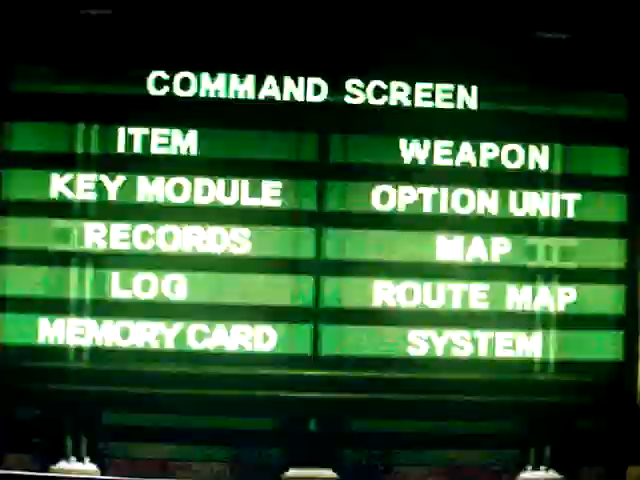 COMMAND SCREEN
ITEM WEAPON
KEY MODULE OPTION UNIT
RECORDS MAP
LOG ROUTE MAP
MEMORY CARD SYSTEM